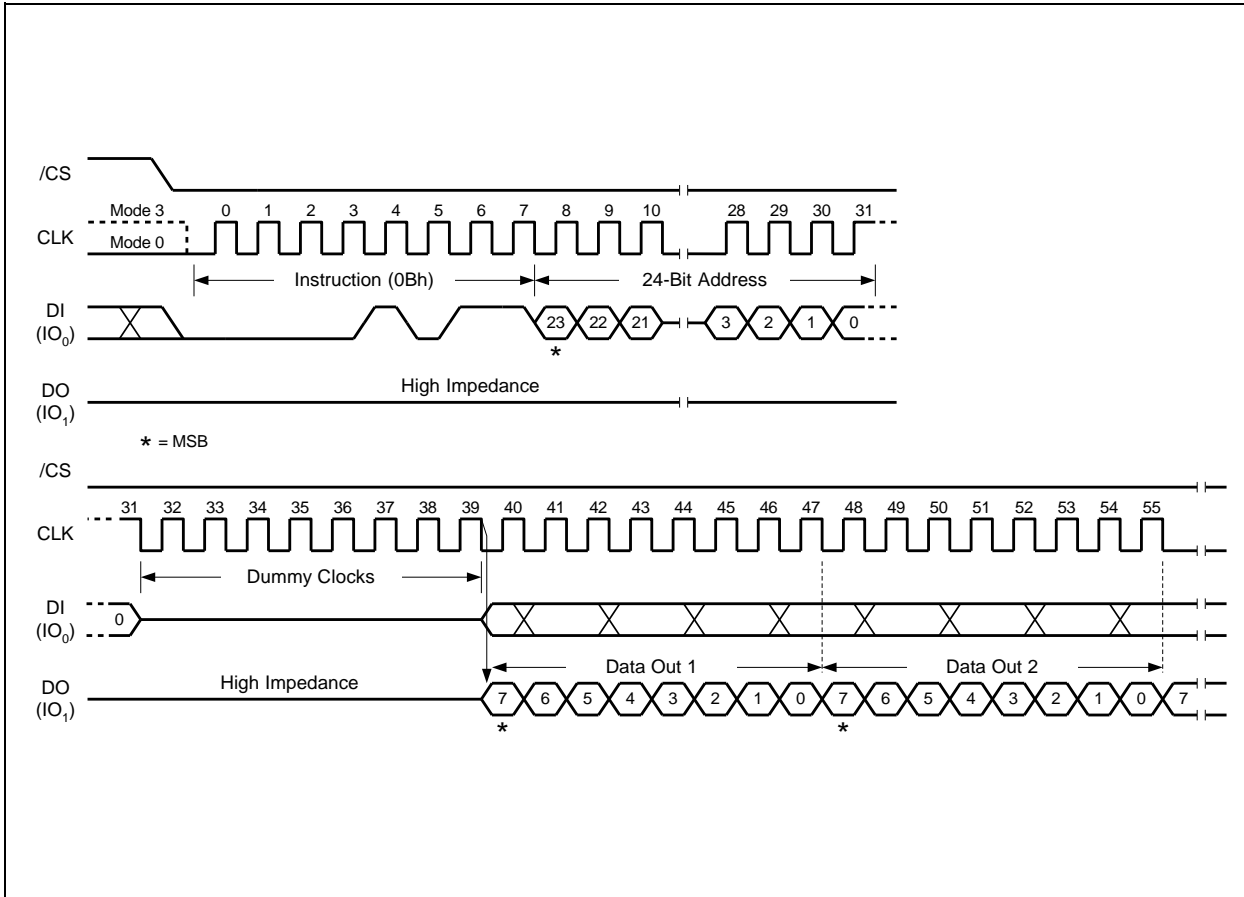 /CS
Mode 3 0 1 2 3 4 5 6 7 8 9 10 28 29 30 31
CLK
Mode 0
Instruction (0Bh) 24-Bit Address
DI
(IO0)
23 22 21 3 2 1 0
*
High Impedance
DO
(IO1)
* = MSB
/CS
31 32 33 34 35 36 37 38 39 40 41 42 43 44 45 46 47 48 49 50 51 52 53 54 55
CLK
Dummy Clocks
DI
(IO0)
0
Data Out 1 Data Out 2
High Impedance
DO
(IO1)
7 6 5 4 3 2 1 0 7 6 5 4 3 2 1 0 7
* *